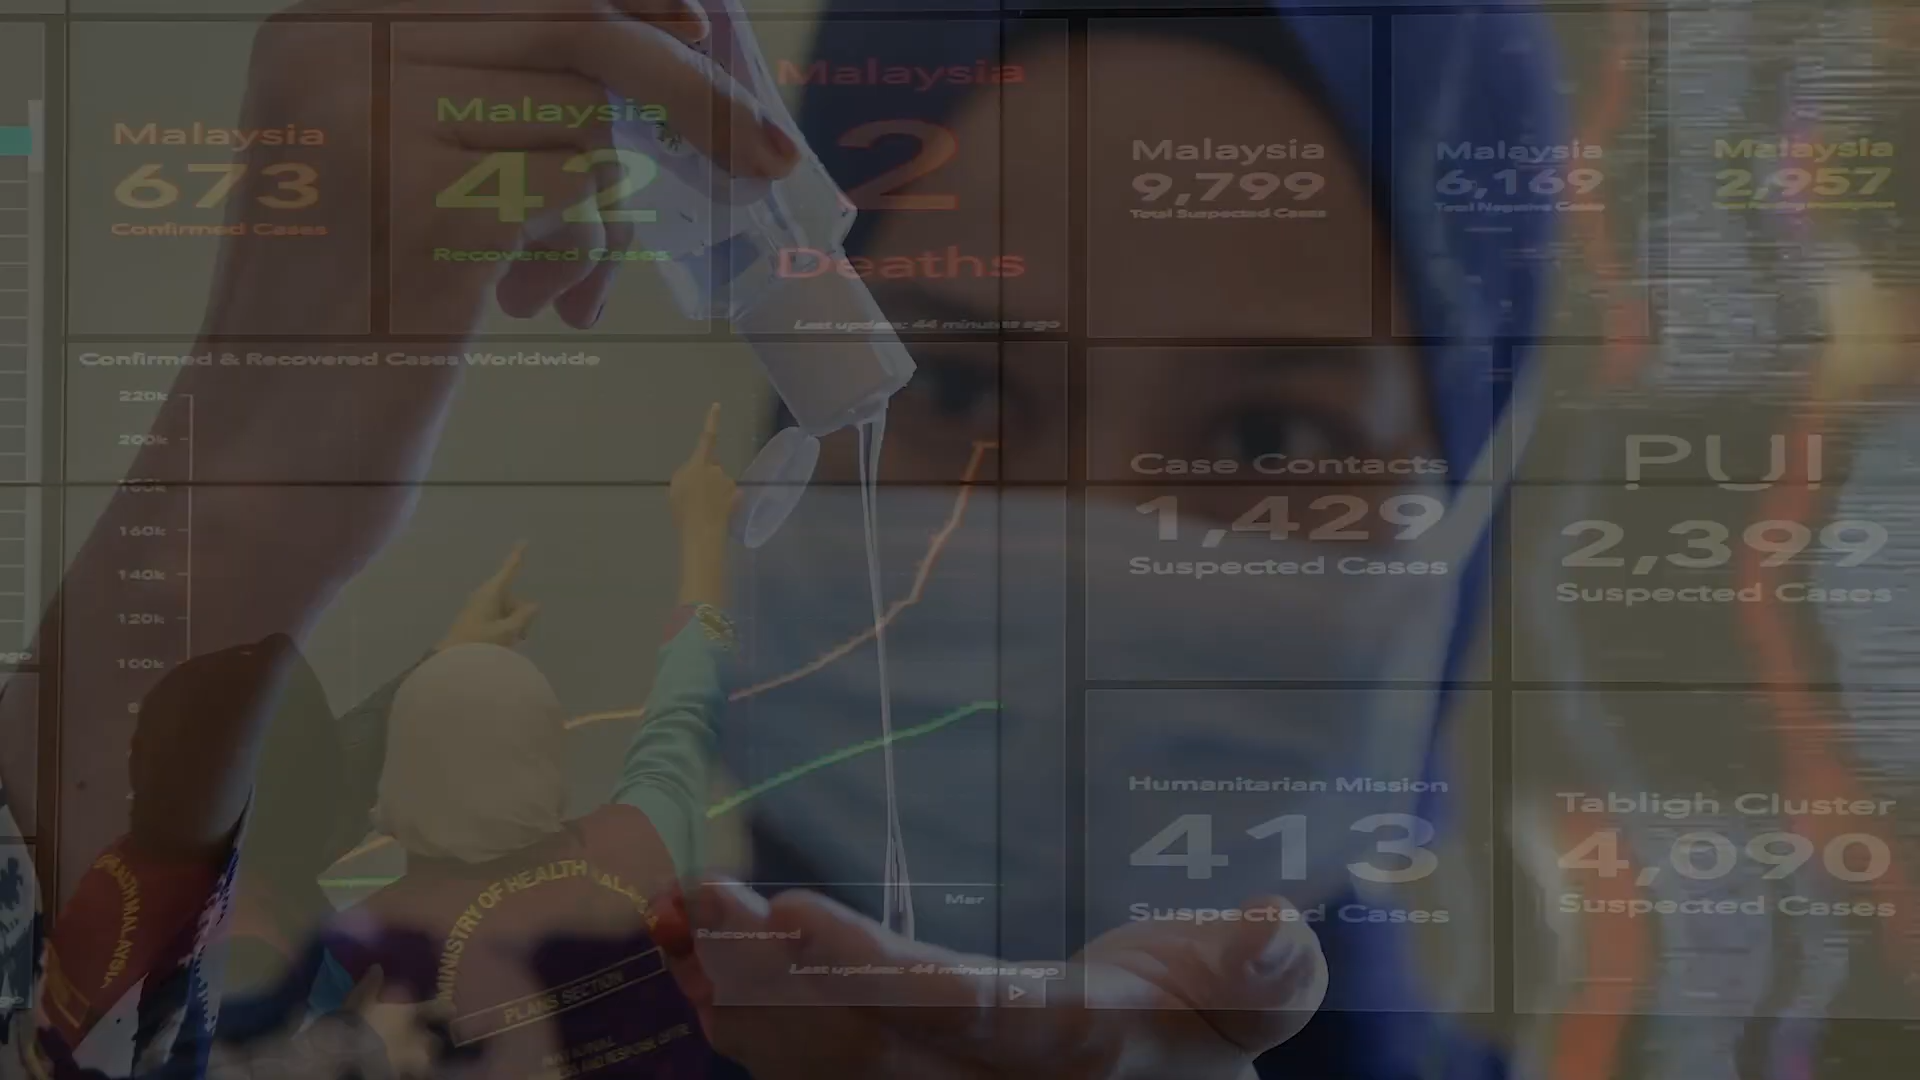 Malaysia
673
Confirmed Cases
Malaysia
42
Recovered Cases
Malaysia
2
Deaths
Last update: 44 minutes ago
Malaysia
9,799
Total Suspected Cases
Malaysia
6,169
Total Negative Cases
Malaysia
2,957
Confirmed & Recovered Cases Worldwide
220k
200k
180k
160k
140k
120k
100k
Mar
Recovered
Last update: 44 minutes ago
Case Contacts
1,429
Suspected Cases
PUI
2,399
Suspected Cases
Humanitarian Mission
413
Suspected Cases
Tabligh Cluster
4,090
Suspected Cases
ago
MINISTRY OF HEALTH MALAYSIA
PLANS SECTION